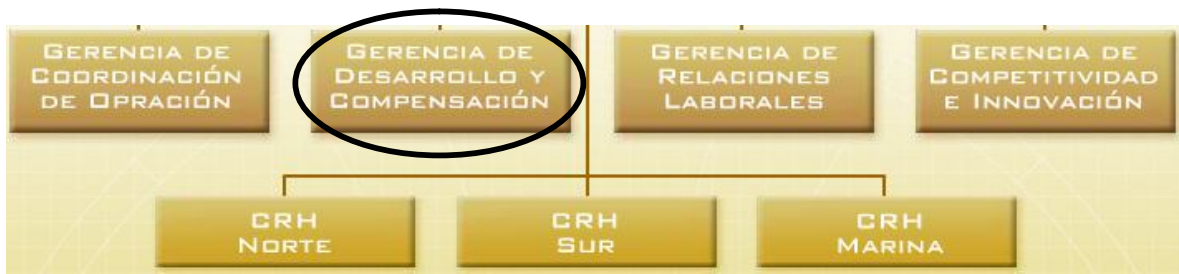 GERENCIA DE
COORDINACIÓN
DE OPRACIÓN
GERENCIA DE
DESARROLLO Y
COMPENSACIÓN
GERENCIA DE
RELACIONES
LABORALES
GERENCIA DE
COMPETITIVIDAD
E INNOVACIÓN
CRH
NORTE
CRH
SUR
CRH
MARINA